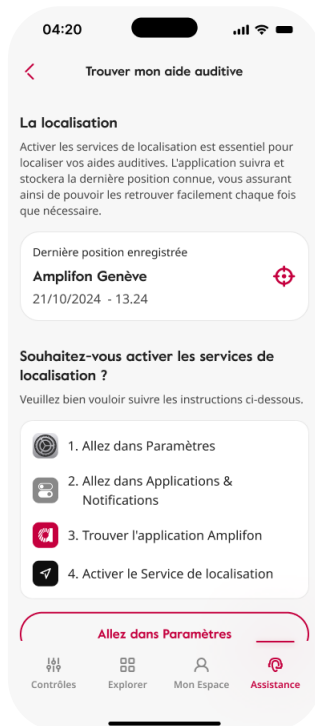 04:20
Trouver mon aide auditive
La localisation
Activer les services de localisation est essentiel pour
localiser vos aides auditives. L'application suivra et
stockera la dernière position connue, vous assurant
ainsi de pouvoir les retrouver facilement chaque fois
que nécessaire.
Dernière position enregistrée
Amplifon Genève
21/10/2024 - 13.24
Souhaitez-vous activer les services de
localisation ?
Veuillez bien vouloir suivre les instructions ci-dessous.
1. Allez dans Paramètres
2. Allez dans Applications &
Notifications
3. Trouver l'application Amplifon
4. Activer le Service de localisation
Allez dans Paramètres
Contrôles
Explorer
Mon Espace
Assistance